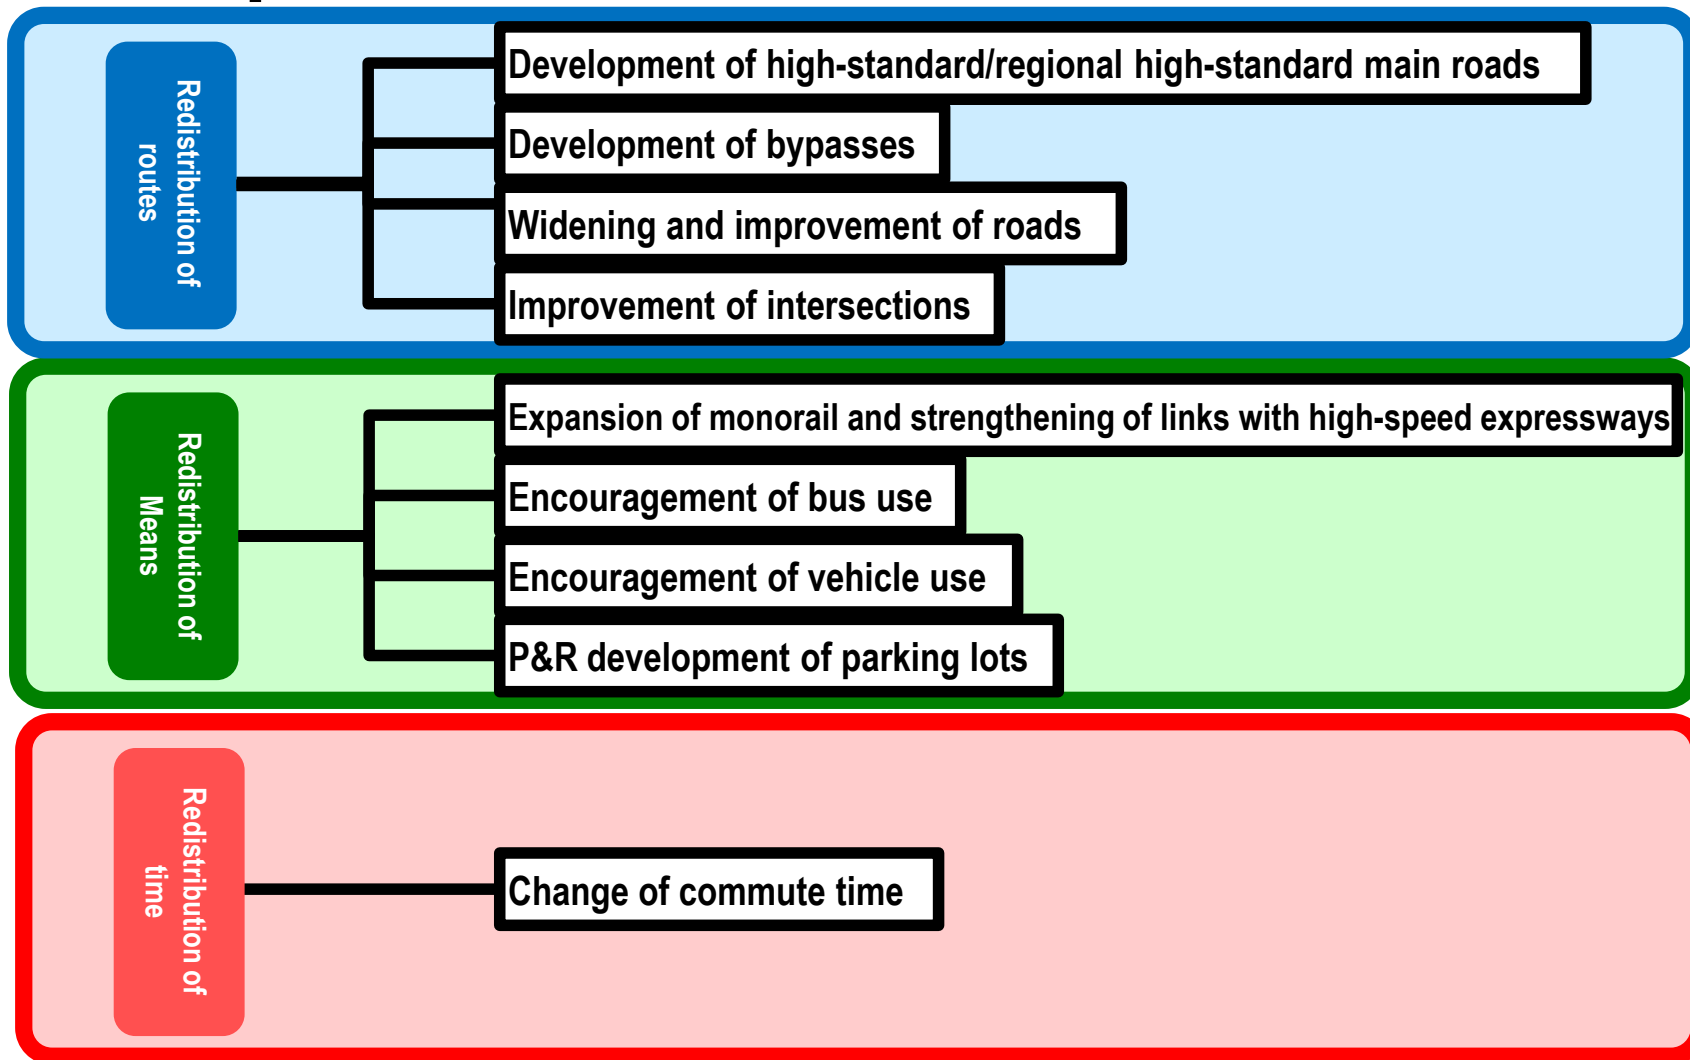 Redistribution of
routes
Development of high-standard/regional high-standard main roads
Development of bypasses
Widening and improvement of roads
Improvement of intersections
Redistribution of
Means
Expansion of monorail and strengthening of links with high-speed expressways
Encouragement of bus use
Encouragement of vehicle use
P&R development of parking lots
Redistribution of
time
Change of commute time